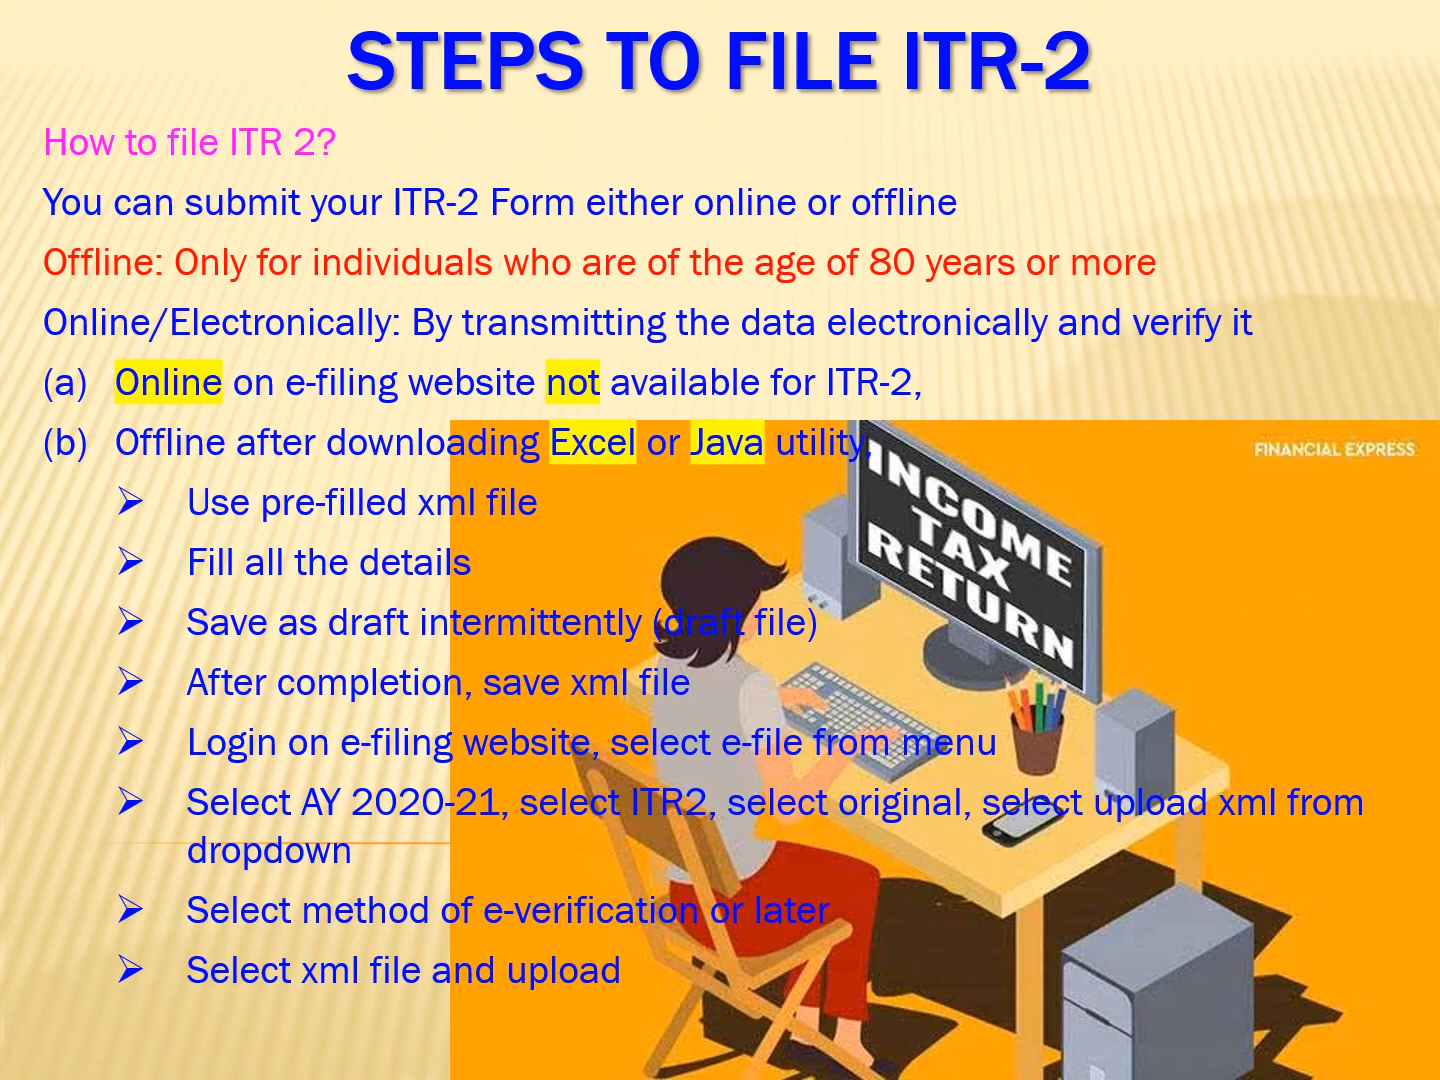 STEPS TO FILE ITR-2
How to file ITR 2?
You can submit your ITR-2 Form either online or offline
Offline: Only for individuals who are of the age of 80 years or more
Online/Electronically: By transmitting the data electronically and verify it
(a) Online on e-filing website not available for ITR-2,
(b) Offline after downloading Excel or Java utility,
FINANCIAL EXPRESS
INCOME
TAX
RETURN
➢ Use pre-filled xml file
➢ Fill all the details
➢ Save as draft intermittently (draft file)
➢ After completion, save xml file
➢ Login on e-filing website, select e-file from menu
➢ Select AY 2020-21, select ITR2, select original, select upload xml from
dropdown
➢ Select method of e-verification or later
➢ Select xml file and upload